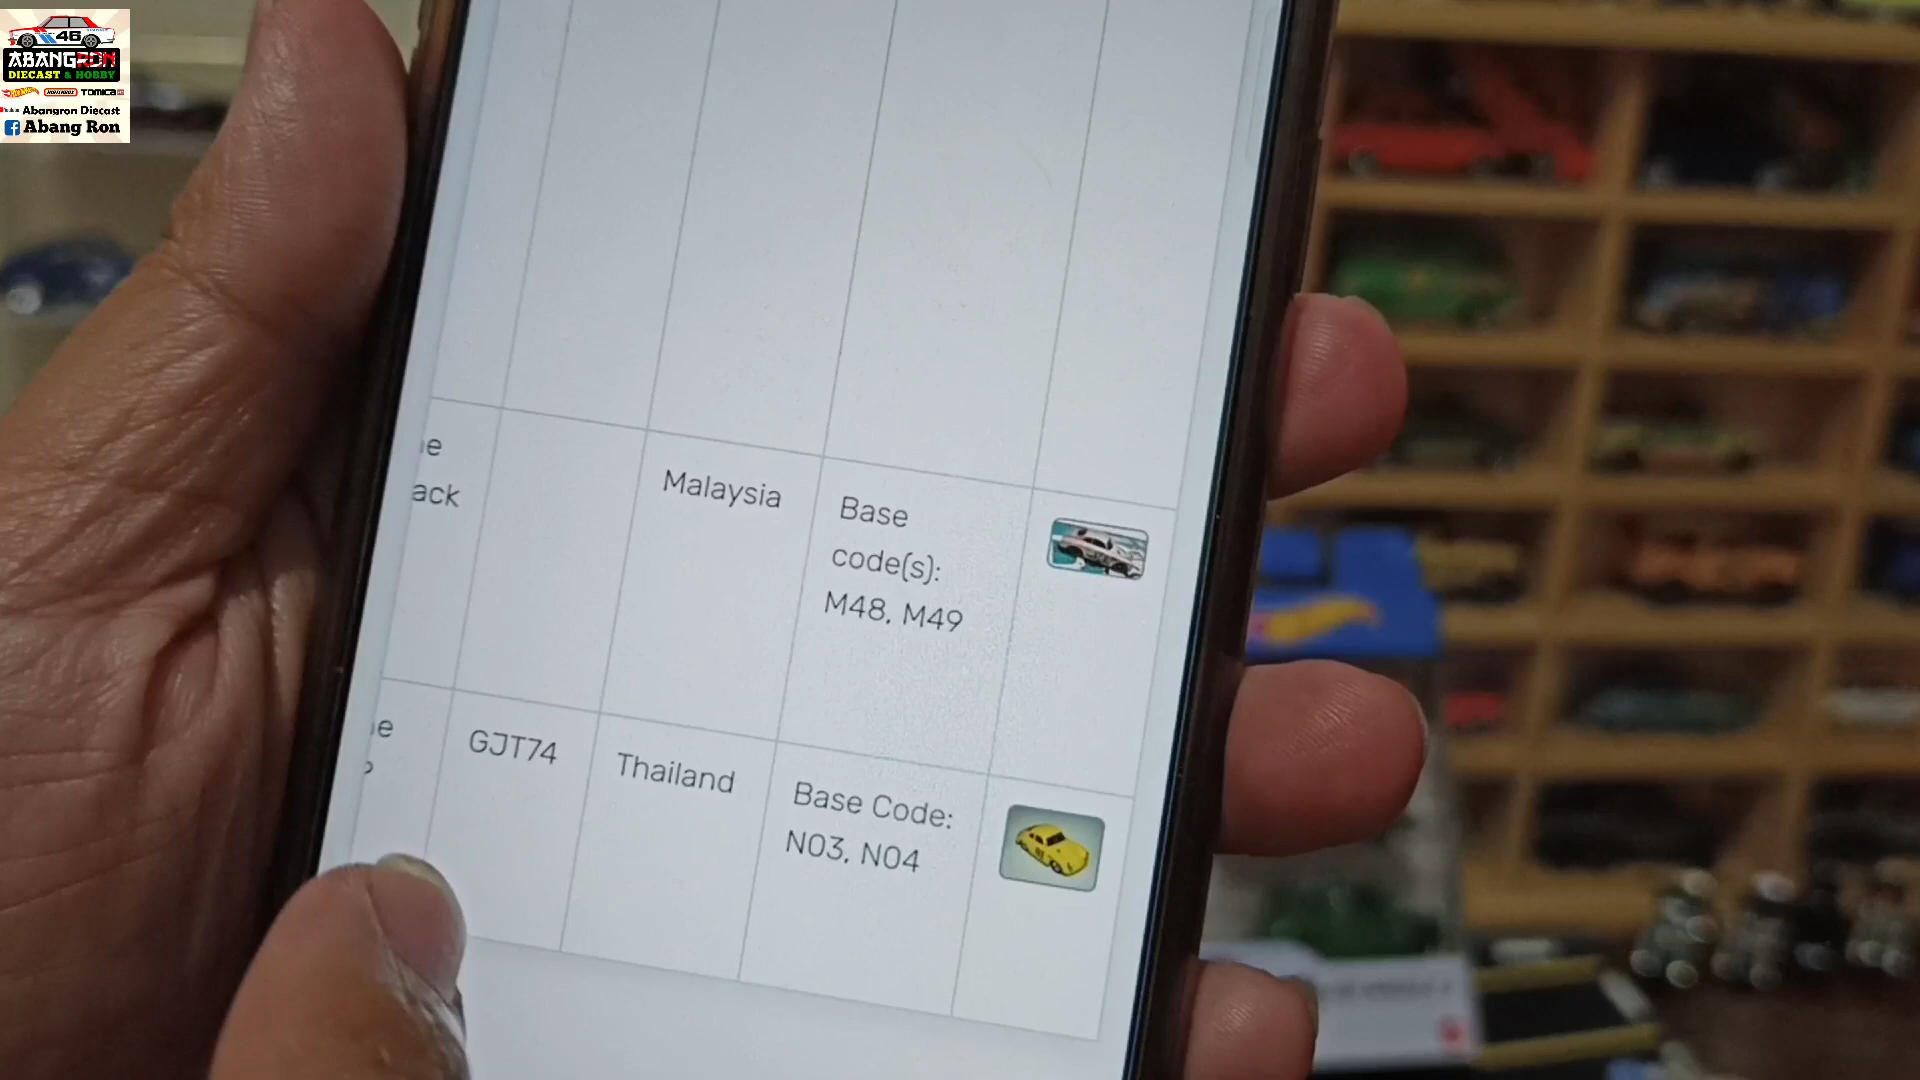 46
ABANGRON
DIECAST & HOBBY
MATCHBOX TOMICA
Abangron Diecast
Abang Ron
Malaysia
Base
code(s):
M48, M49
ack
GJT74
Thailand
Base Code:
N03, N04